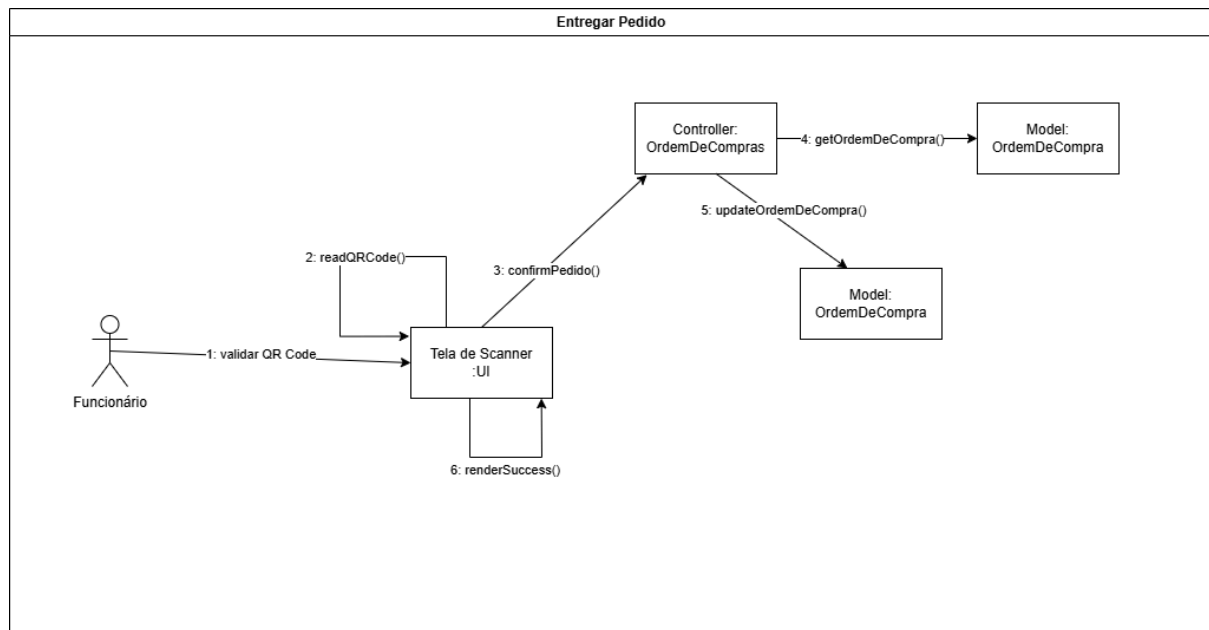 Entregar Pedido
Controller:
OrdemDeCompras
4: getOrdemDeCompra()
Model:
OrdemDeCompra
5: updateOrdemDeCompra()
2: readQRCode()
3: confirmPedido()
Model:
OrdemDeCompra
1: validar QR Code
Tela de Scanner
:UI
Funcionário
6: renderSuccess()